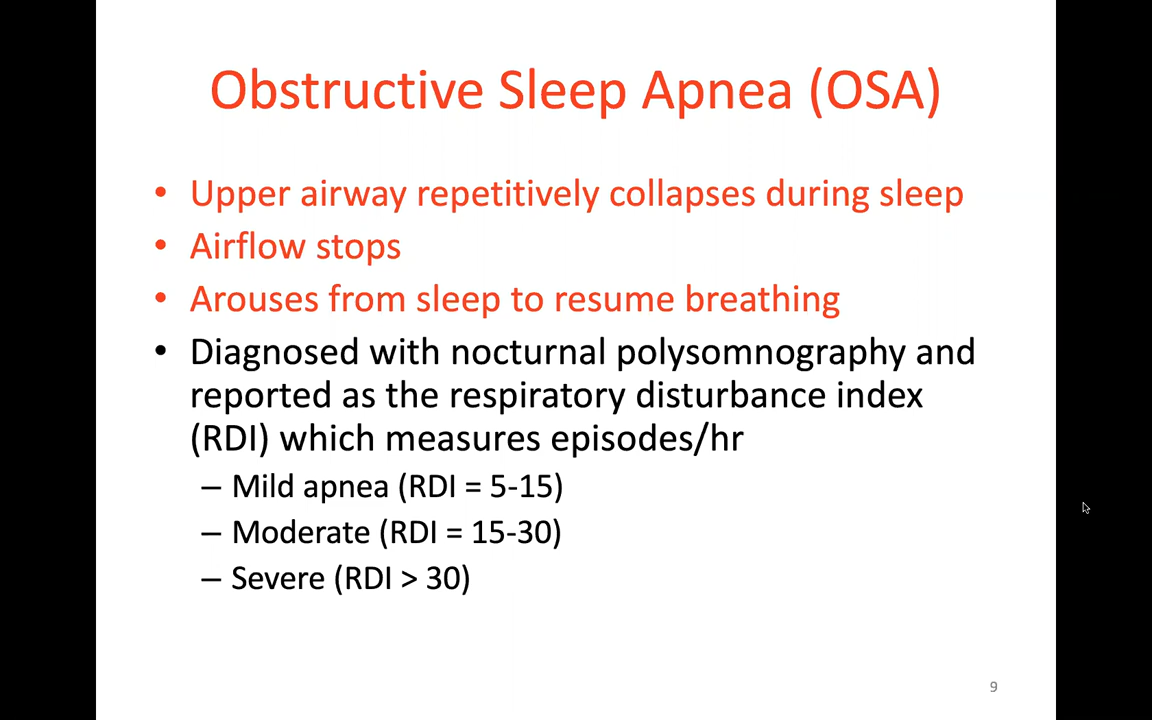 Obstructive Sleep Apnea (OSA)
• Upper airway repetitively collapses during sleep
• Airflow stops
• Arouses from sleep to resume breathing
• Diagnosed with nocturnal polysomnography and
reported as the respiratory disturbance index
(RDI) which measures episodes/hr
– Mild apnea (RDI = 5-15)
– Moderate (RDI = 15-30)
– Severe (RDI > 30)
9